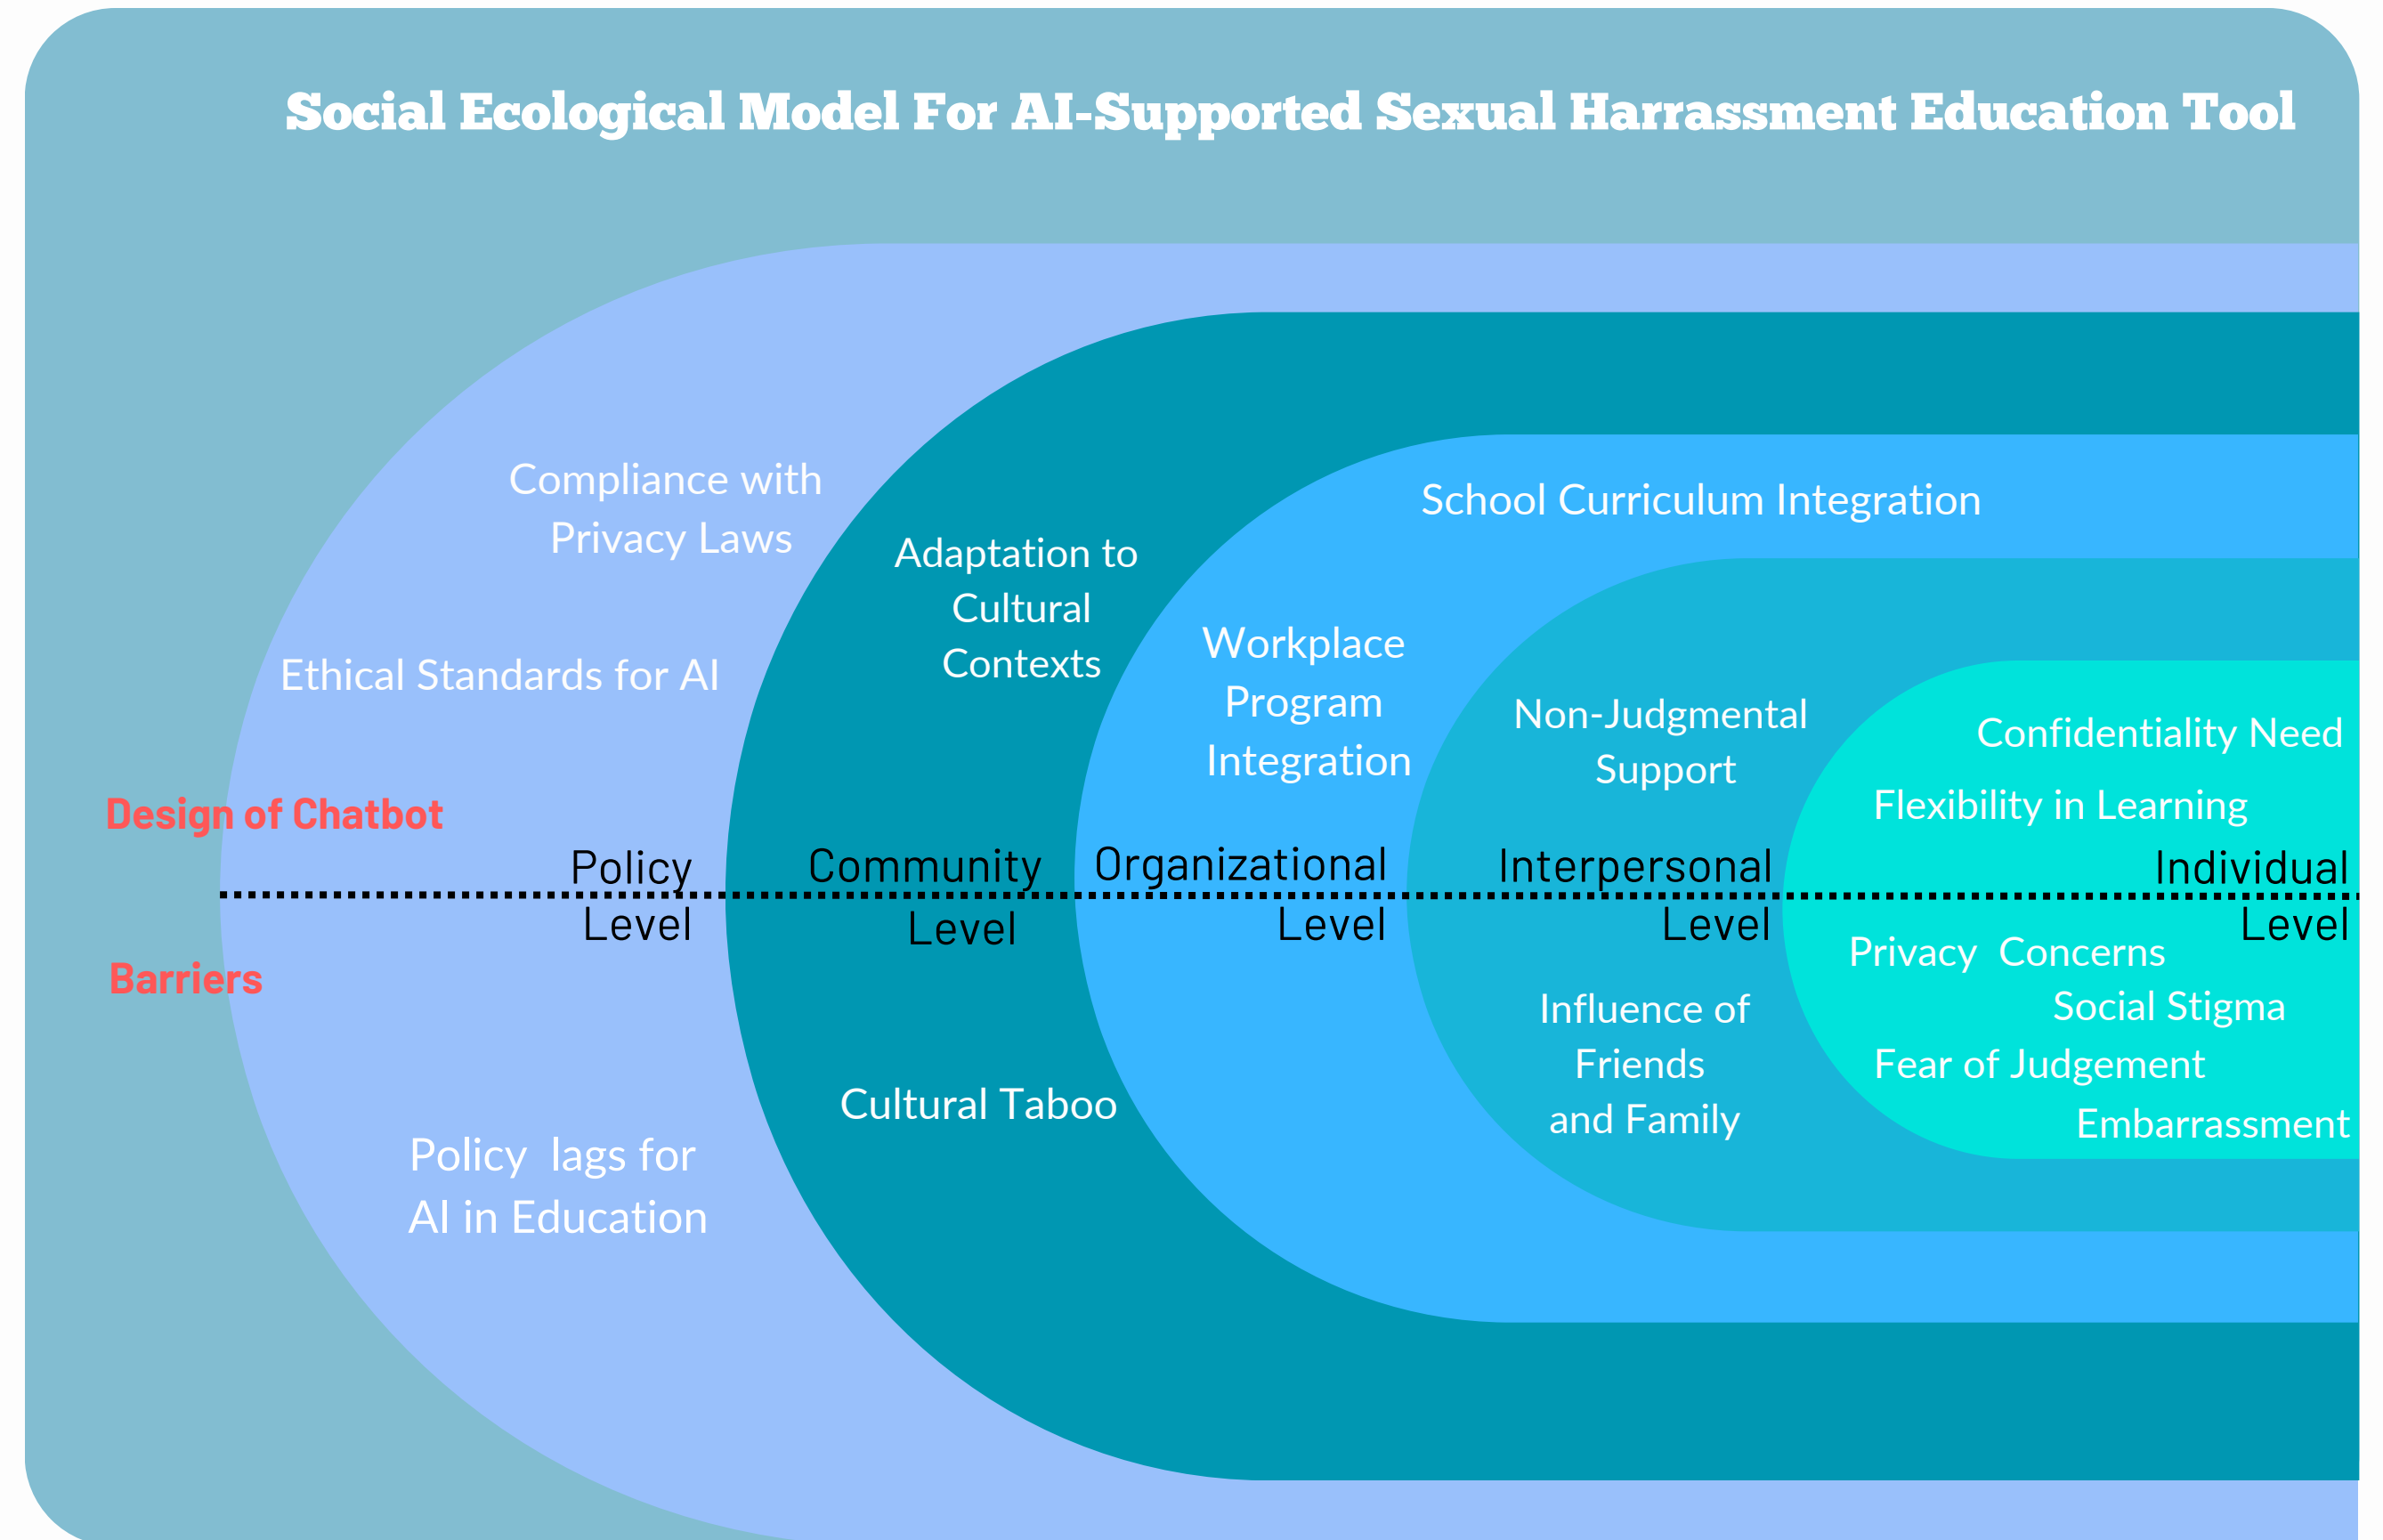 Social Ecological Model For AI-Supported Sexual Harrassment Education Tool
Compliance with
Privacy Laws
Ethical Standards for AI
Adaptation to
Cultural
Contexts
School Curriculum Integration
Workplace
Program
Integration
Non-Judgmental
Support
Confidentiality Need
Flexibility in Learning
Design of Chatbot
Policy
Level
Community
Level
Organizational
Level
Interpersonal
Level
Individual
Level
Barriers
Policy lags for
AI in Education
Cultural Taboo
Influence of
Friends
and Family
Privacy Concerns
Social Stigma
Fear of Judgement
Embarrassment